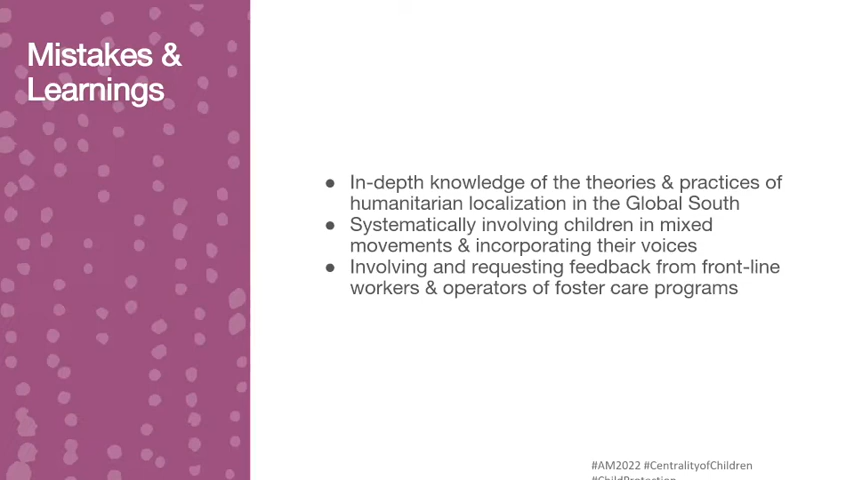 Mistakes &
Learnings
● In-depth knowledge of the theories & practices of
humanitarian localization in the Global South
● Systematically involving children in mixed
movements & incorporating their voices
● Involving and requesting feedback from front-line
workers & operators of foster care programs
#AM2022 #CentralityofChildren
#ChildProtection